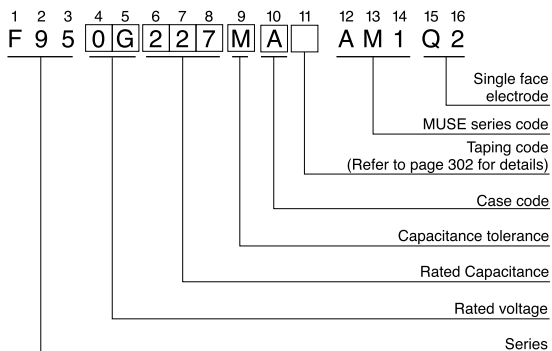 1 2 3 4 5 6 7 8 9 10 11 12 13 14 15 16
F 9 5 0 G 2 2 7 M A A M 1 Q 2
Single face
electrode
MUSE series code
Taping code
(Refer to page 302 for details)
Case code
Capacitance tolerance
Rated Capacitance
Rated voltage
Series